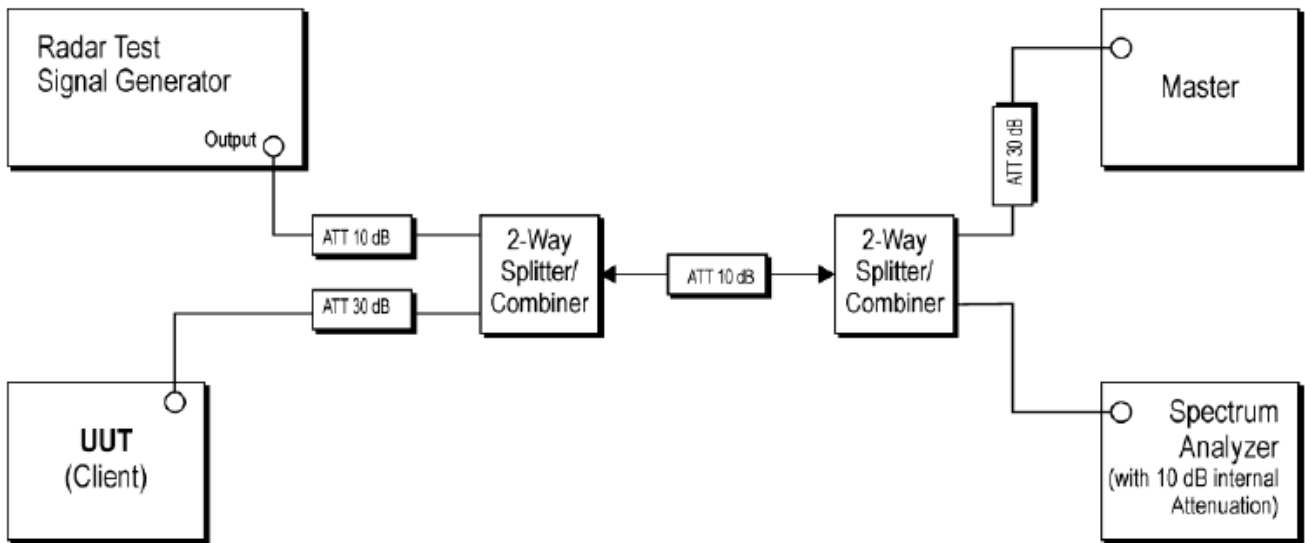 Radar Test
Signal Generator
Output
ATT 10 dB
ATT 30 dB
2-Way
Splitter/
Combiner
ATT 10 dB
2-Way
Splitter/
Combiner
ATT 30 dB
Master
UUT
(Client)
Spectrum
Analyzer
(with 10 dB internal
Attenuation)